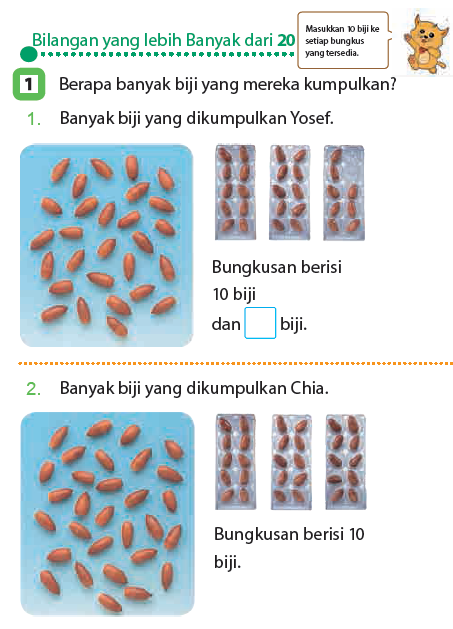 Bilangan yang lebih Banyak dari 20
Masukkan 10 biji ke
setiap bungkus
yang tersedia.
1 Berapa banyak biji yang mereka kumpulkan?
1. Banyak biji yang dikumpulkan Yosef.
Bungkusan berisi
10 biji
dan biji.
2. Banyak biji yang dikumpulkan Chia.
Bungkusan berisi 10
biji.